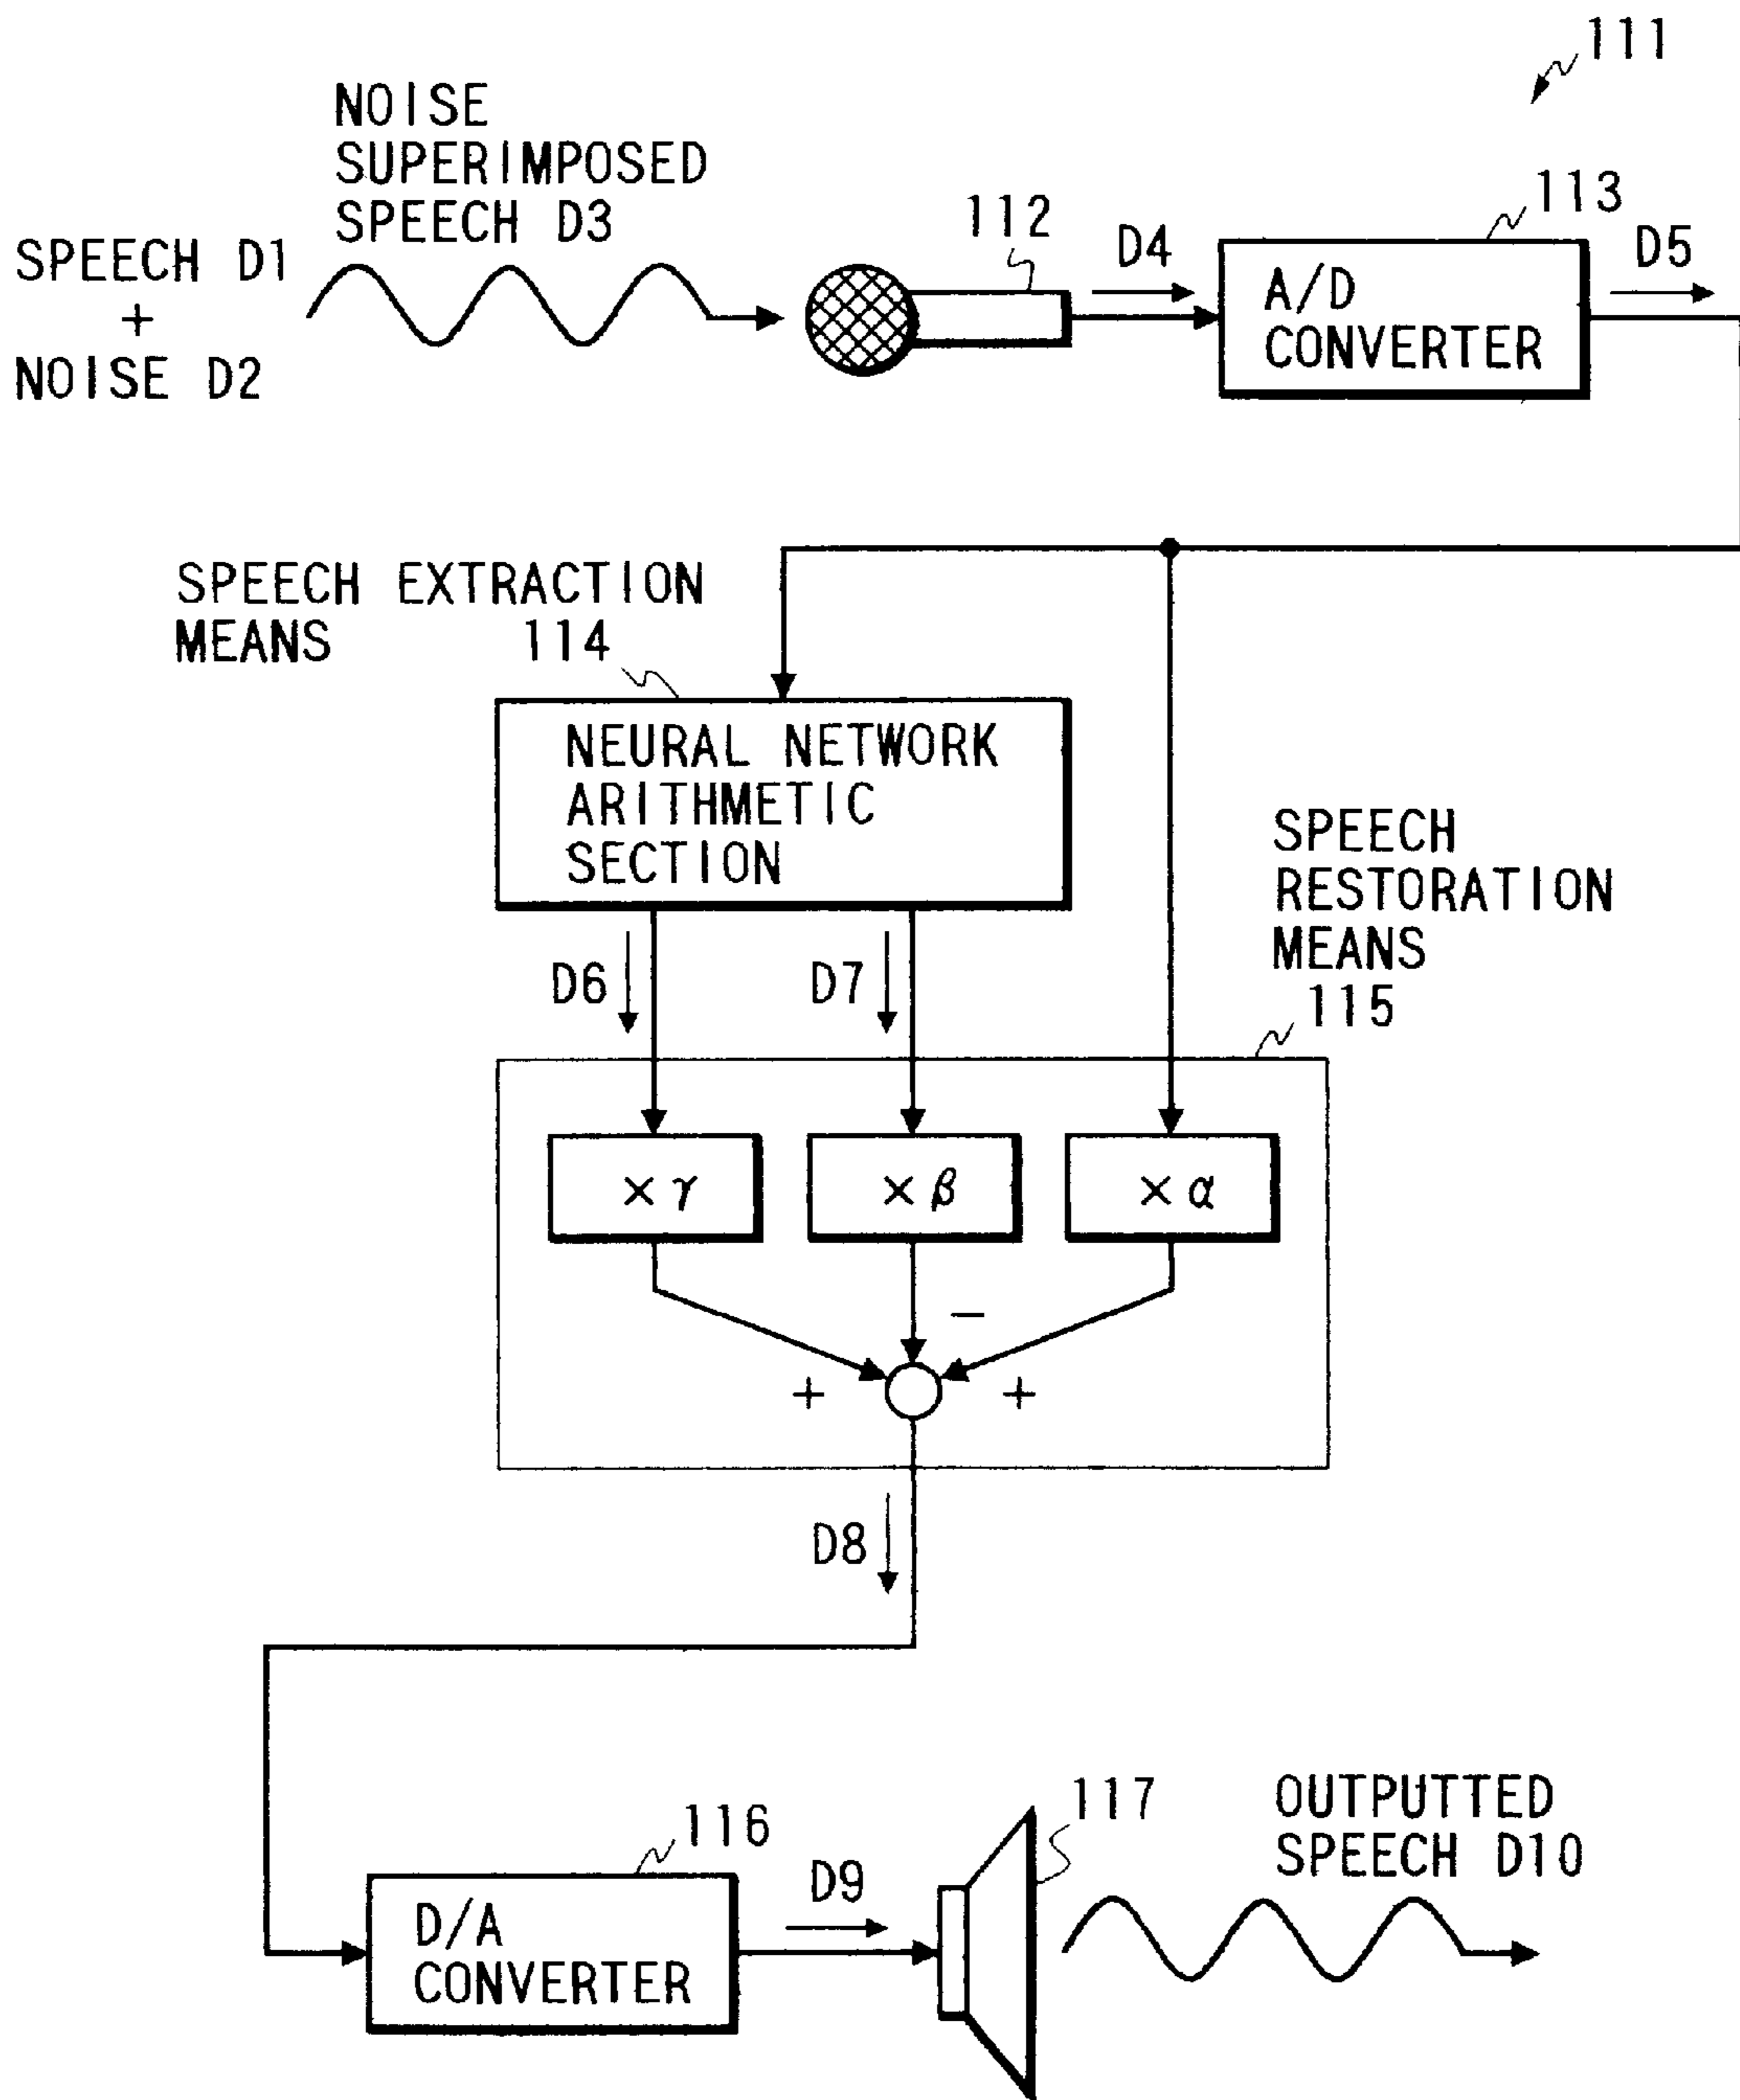 111
NOISE
SUPERIMPOSED
SPEECH D3
SPEECH D1
+
NOISE D2
112
D4
113
A/D
CONVERTER
D5
SPEECH EXTRACTION
MEANS
114
NEURAL NETWORK
ARITHMETIC
SECTION
SPEECH
RESTORATION
MEANS
115
D6
D7
× γ
× β
× α
−
+
+
D8
116
D/A
CONVERTER
D9
117
OUTPUTTED
SPEECH D10